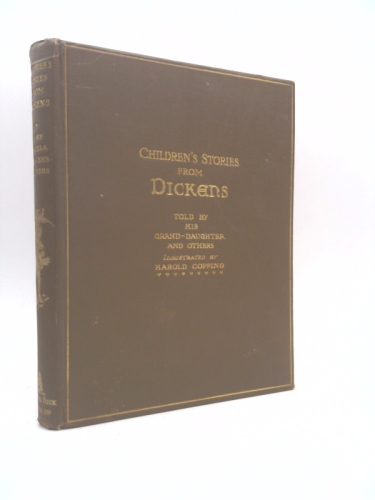 CHILDREN'S STORIES
FROM
DICKENS
TOLD BY
HIS
GRAND-DAUGHTER
AND OTHERS
ILLUSTRATED BY
HAROLD COPPING